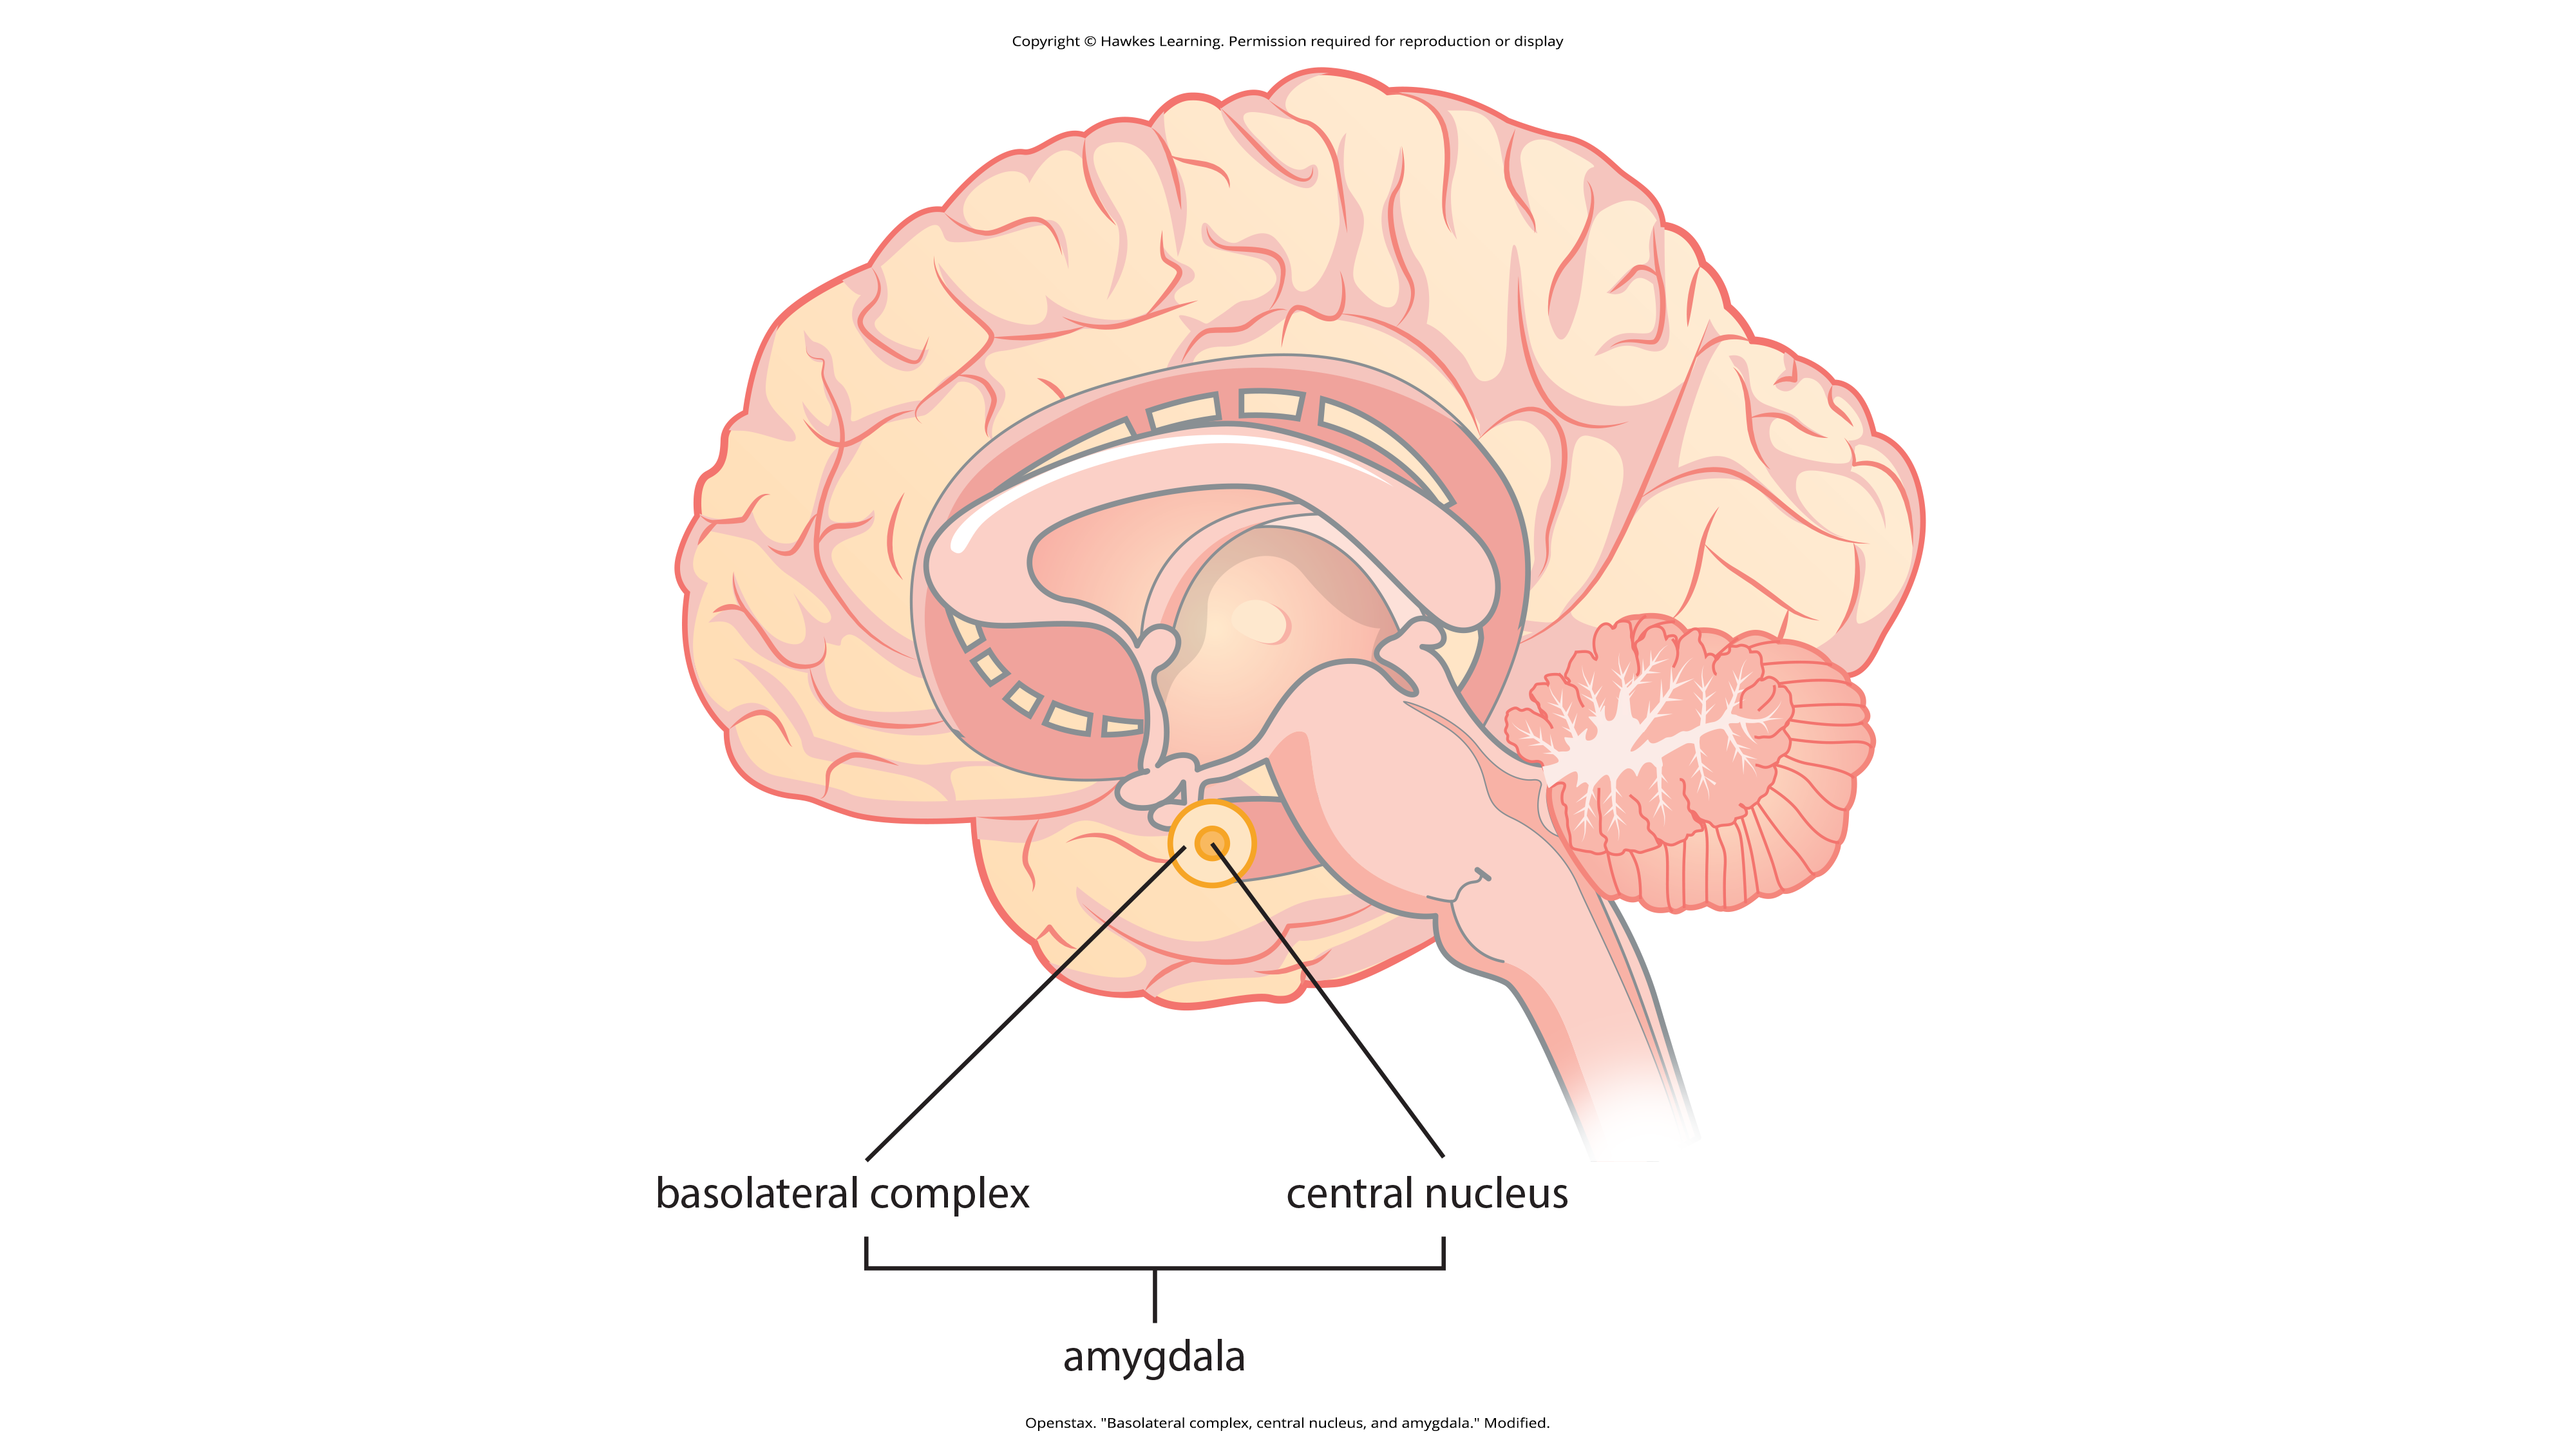 Copyright © Hawkes Learning. Permission required for reproduction or display
basolateral complex
central nucleus
amygdala
Openstax. "Basolateral complex, central nucleus, and amygdala." Modified.